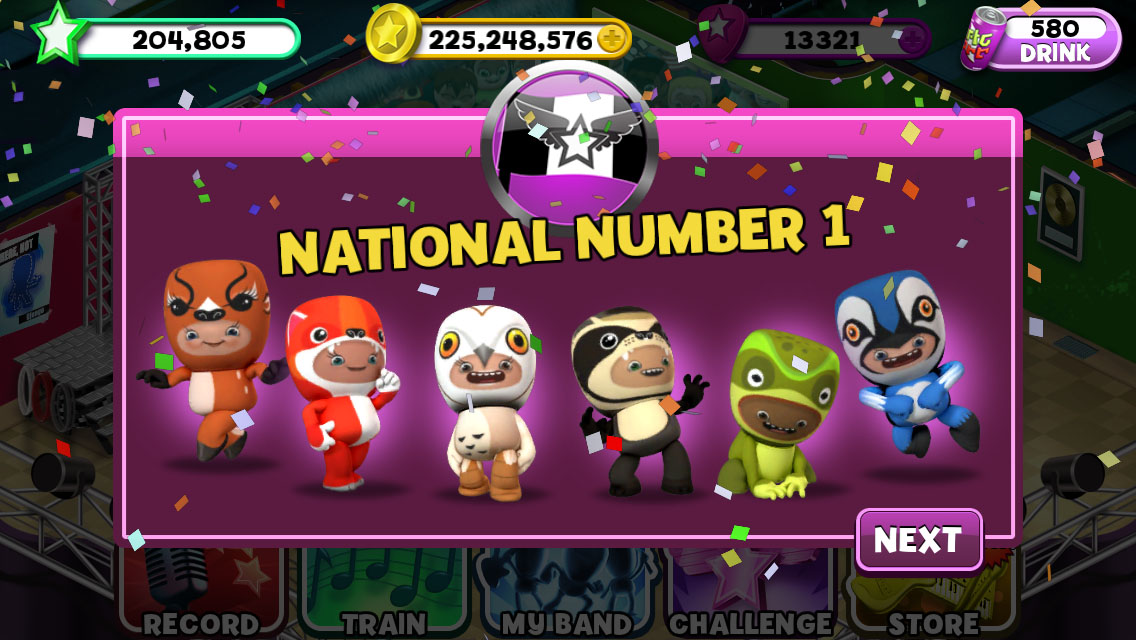 204,805
225,248,576
13321
580
DRINK
NATIONAL NUMBER 1
NEXT
RECORD
TRAIN
MY BAND
CHALLENGE
STORE